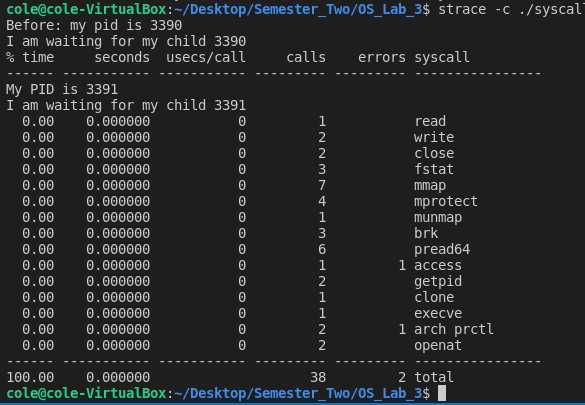 cole@cole-VirtualBox:~/Desktop/Semester_Two/OS_Lab_3$ strace -c ./syscall
Before: my pid is 3390
I am waiting for my child 3390
% time     seconds  usecs/call     calls    errors syscall
------ ----------- ----------- --------- --------- ----------------
My PID is 3391
I am waiting for my child 3391
  0.00    0.000000           0         1           read
  0.00    0.000000           0         2           write
  0.00    0.000000           0         2           close
  0.00    0.000000           0         3           fstat
  0.00    0.000000           0         7           mmap
  0.00    0.000000           0         4           mprotect
  0.00    0.000000           0         1           munmap
  0.00    0.000000           0         3           brk
  0.00    0.000000           0         6           pread64
  0.00    0.000000           0         1         1 access
  0.00    0.000000           0         2           getpid
  0.00    0.000000           0         1           clone
  0.00    0.000000           0         1           execve
  0.00    0.000000           0         2         1 arch_prctl
  0.00    0.000000           0         2           openat
------ ----------- ----------- --------- --------- ----------------
100.00    0.000000                    38         2 total
cole@cole-VirtualBox:~/Desktop/Semester_Two/OS_Lab_3$